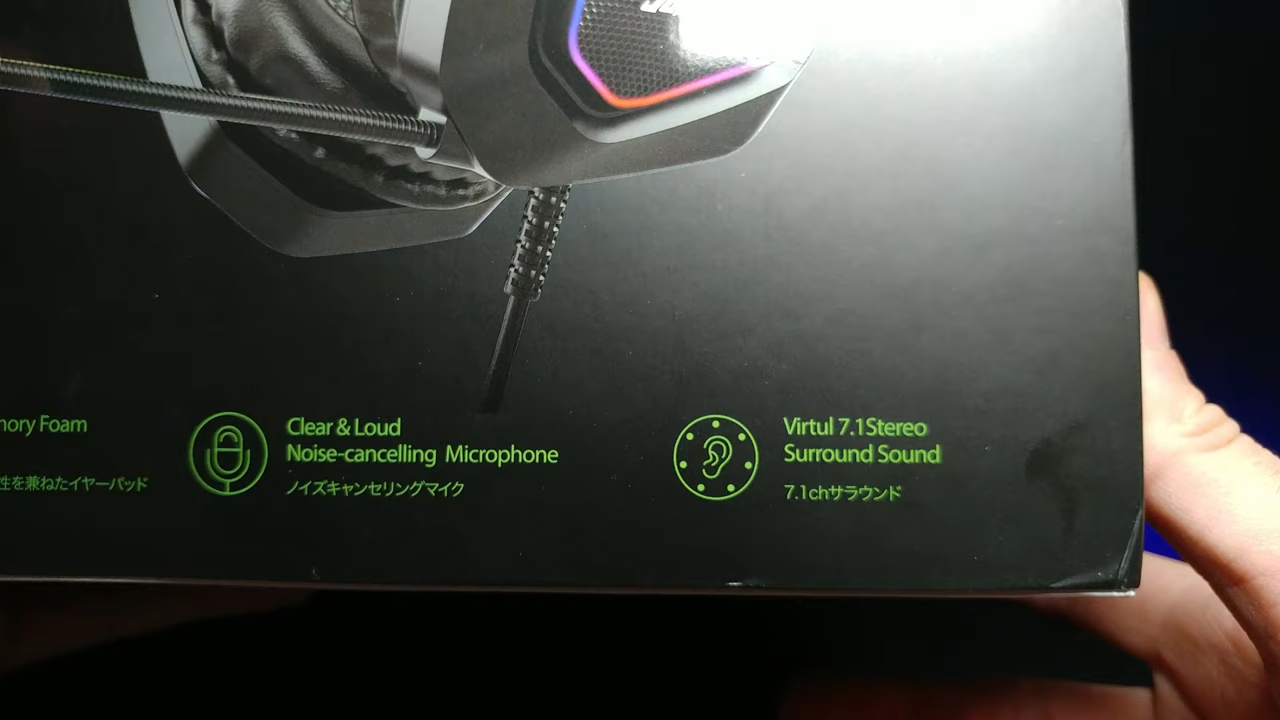 Foam
性を兼ねたイヤーパッド
Clear & Loud
Noise-cancelling Microphone
ノイズキャンセリングマイク
Virtul 7.1Stereo
Surround Sound
7.1chサラウンド